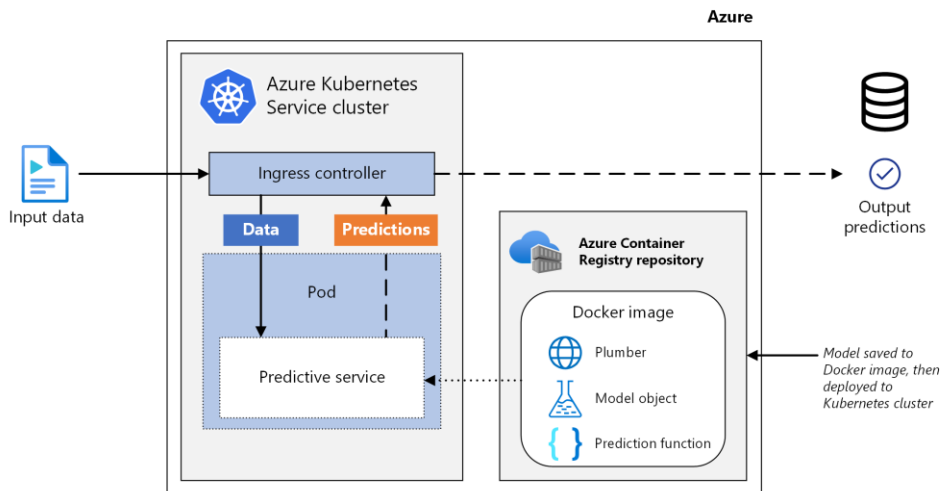 Azure
Azure Kubernetes
Service cluster
Ingress controller
Input data
Data
Predictions
Output
predictions
Pod
Predictive service
Azure Container
Registry repository
Docker image
Plumber
Model object
{ } Prediction function
Model saved to
Docker image, then
deployed to
Kubernetes cluster